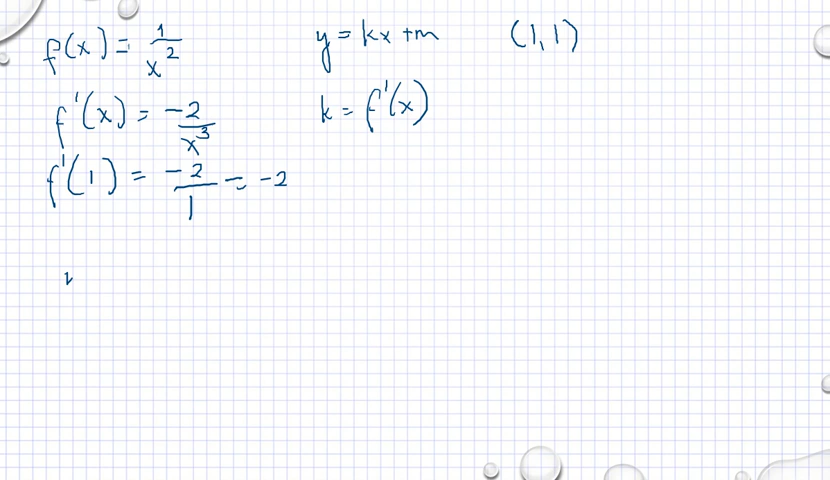 f(x) = 1/x² y = kx + m (1,1)
f'(x) = -2/x³ k = f'(x)
f'(1) = -2/1 = -2